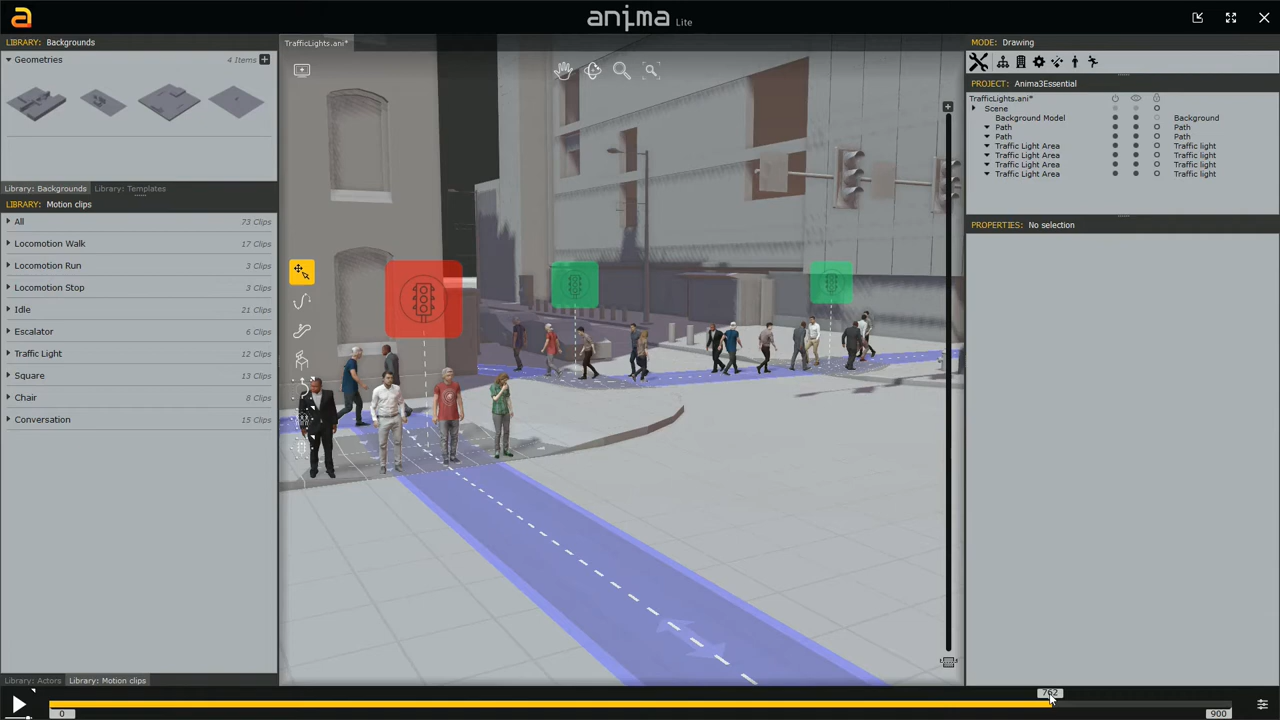 a
anima Lite
LIBRARY: Backgrounds
Geometries 4 Items
Library: Backgrounds Library: Templates
LIBRARY: Motion clips
All 73 Clips
Locomotion Walk 17 Clips
Locomotion Run 3 Clips
Locomotion Stop 3 Clips
Idle 21 Clips
Escalator 6 Clips
Traffic Light 12 Clips
Square 13 Clips
Chair 8 Clips
Conversation 15 Clips
Library: Actors Library: Motion clips
TrafficLights.ani*
MODE: Drawing
PROJECT: Anima3Essential
TrafficLights.ani*
Scene
Background Model Background
Path Path
Path Path
Traffic Light Area Traffic light
Traffic Light Area Traffic light
Traffic Light Area Traffic light
Traffic Light Area Traffic light
PROPERTIES: No selection
762
0 900